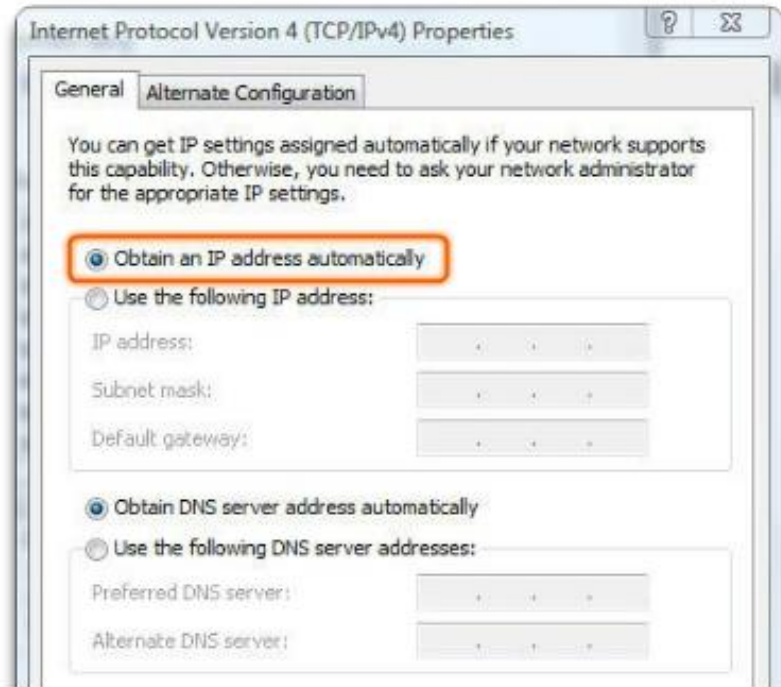 Internet Protocol Version 4 (TCP/IPv4) Properties
General
Alternate Configuration
You can get IP settings assigned automatically if your network supports
this capability. Otherwise, you need to ask your network administrator
for the appropriate IP settings.
Obtain an IP address automatically
Use the following IP address:
IP address:
Subnet mask:
Default gateway:
Obtain DNS server address automatically
Use the following DNS server addresses:
Preferred DNS server:
Alternate DNS server: